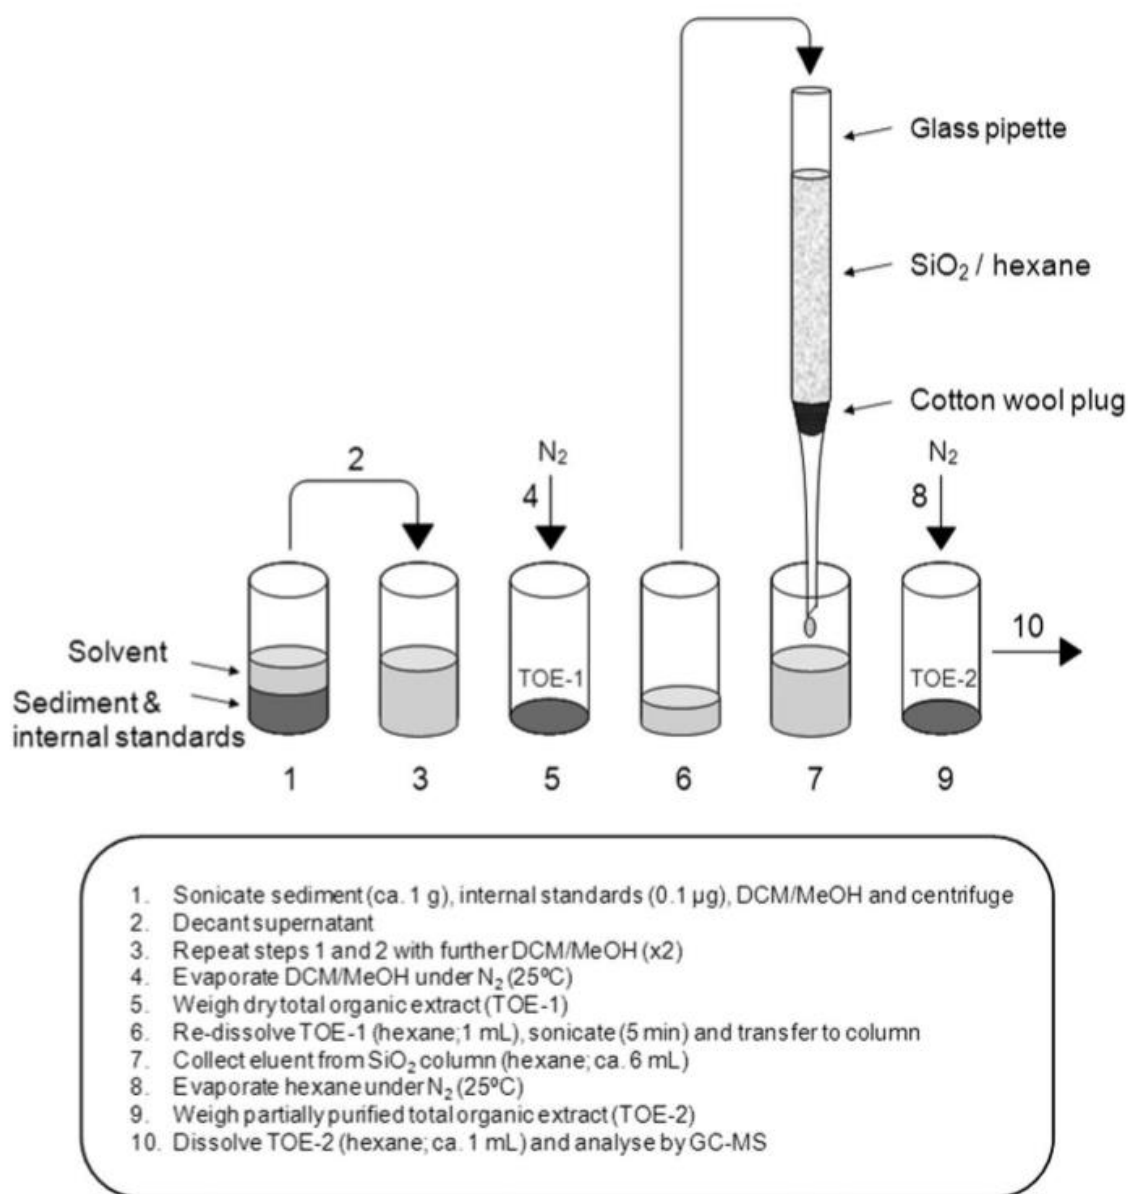 Glass pipette
SiO₂ / hexane
Cotton wool plug
2
N₂
4
N₂
8
10
Solvent
Sediment &
internal standards
TOE-1
TOE-2
1 3 5 6 7 9
1. Sonicate sediment (ca. 1 g), internal standards (0.1 µg), DCM/MeOH and centrifuge
2. Decant supernatant
3. Repeat steps 1 and 2 with further DCM/MeOH (x2)
4. Evaporate DCM/MeOH under N₂ (25ºC)
5. Weigh dry total organic extract (TOE-1)
6. Re-dissolve TOE-1 (hexane; 1 mL), sonicate (5 min) and transfer to column
7. Collect eluent from SiO₂ column (hexane; ca. 6 mL)
8. Evaporate hexane under N₂ (25ºC)
9. Weigh partially purified total organic extract (TOE-2)
10. Dissolve TOE-2 (hexane; ca. 1 mL) and analyse by GC-MS